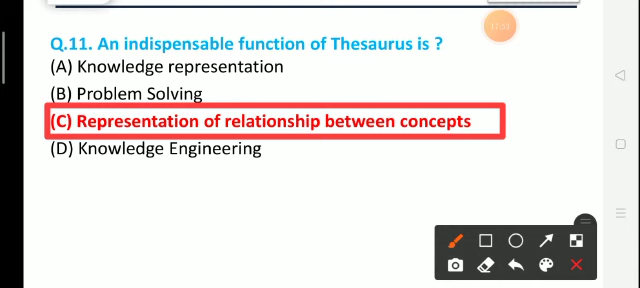 Q.11. An indispensable function of Thesaurus is ?
(A) Knowledge representation
(B) Problem Solving
(C) Representation of relationship between concepts
(D) Knowledge Engineering